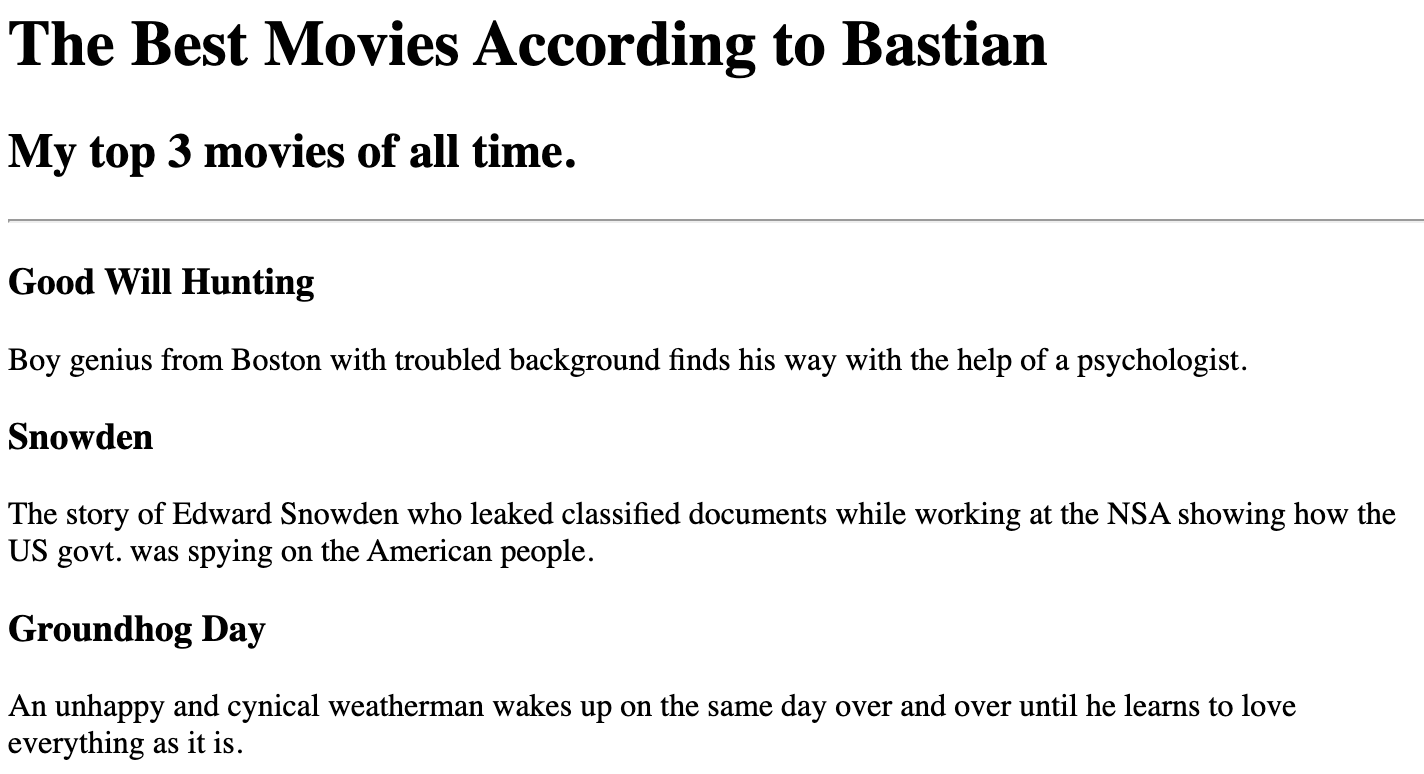 The Best Movies According to Bastian
My top 3 movies of all time.
Good Will Hunting
Boy genius from Boston with troubled background finds his way with the help of a psychologist.
Snowden
The story of Edward Snowden who leaked classified documents while working at the NSA showing how the
US govt. was spying on the American people.
Groundhog Day
An unhappy and cynical weatherman wakes up on the same day over and over until he learns to love
everything as it is.